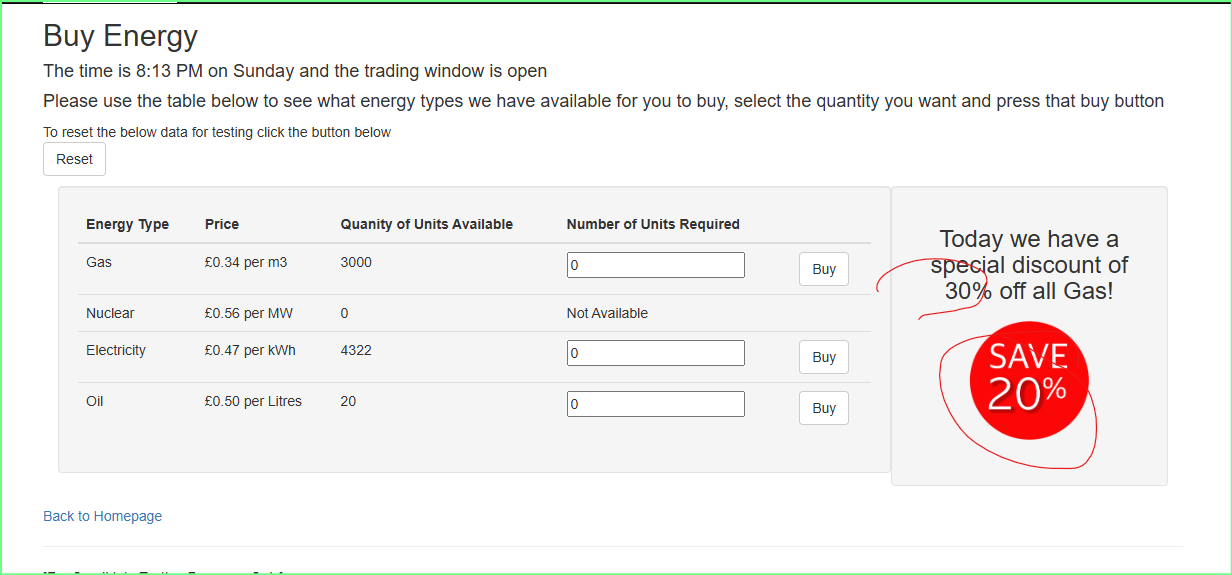 Buy Energy
The time is 8:13 PM on Sunday and the trading window is open
Please use the table below to see what energy types we have available for you to buy, select the quantity you want and press that buy button
To reset the below data for testing click the button below
Reset
Energy Type Price Quanity of Units Available Number of Units Required
Gas £0.34 per m3 3000 0 Buy
Nuclear £0.56 per MW 0 Not Available
Electricity £0.47 per kWh 4322 0 Buy
Oil £0.50 per Litres 20 0 Buy
Today we have a
special discount of
30% off all Gas!
SAVE
20%
Back to Homepage